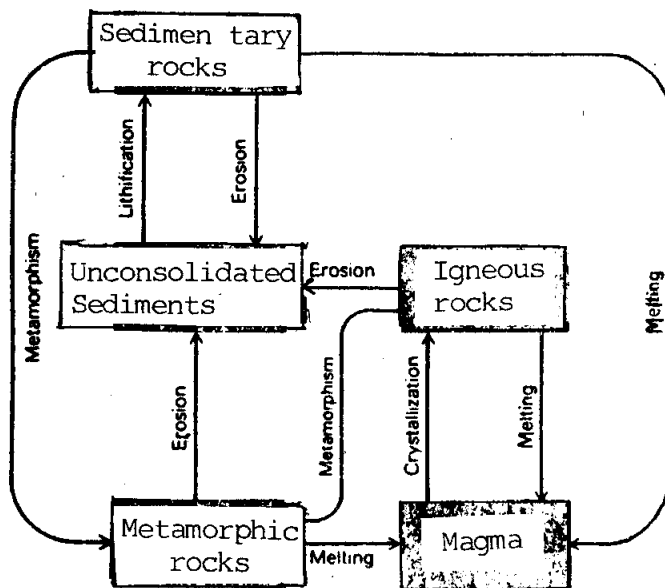 Sedimen tary
rocks
Lithification
Erosion
Metamorphism
Melting
Unconsolidated
Sediments
Erosion
Igneous
rocks
Erosion
Metamorphism
Crystallization
Melting
Metamorphic
rocks
Melting
Magma